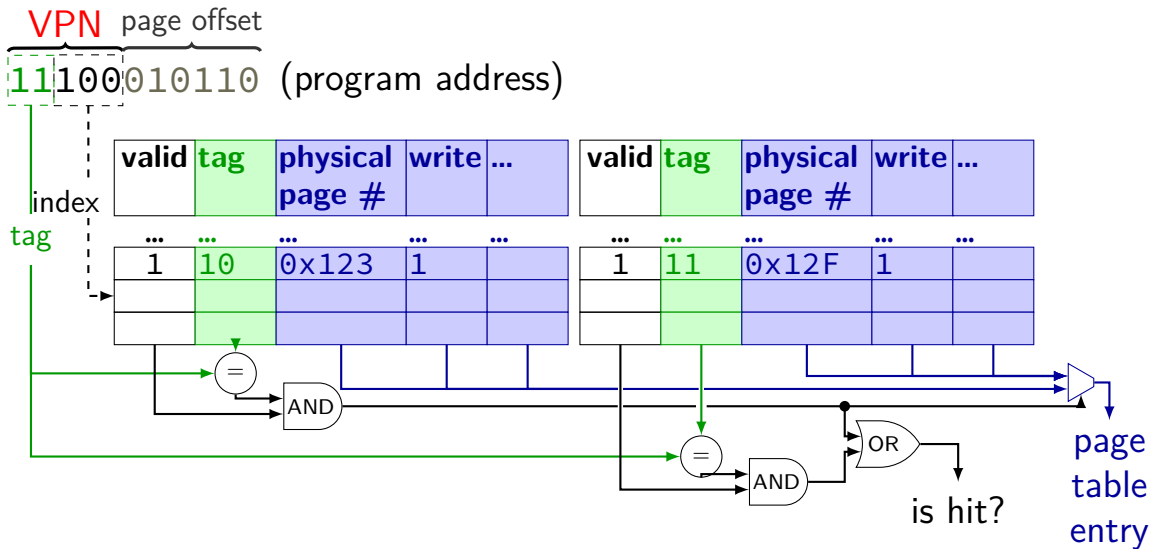 VPN page offset
11100010110 (program address)
valid tag physical page # write ... valid tag physical page # write ...
index
tag
... ... ... ... ... ... ... ... ... ...
1 10 0x123 1 1 11 0x12F 1
=
AND
=
AND
OR
is hit?
page
table
entry